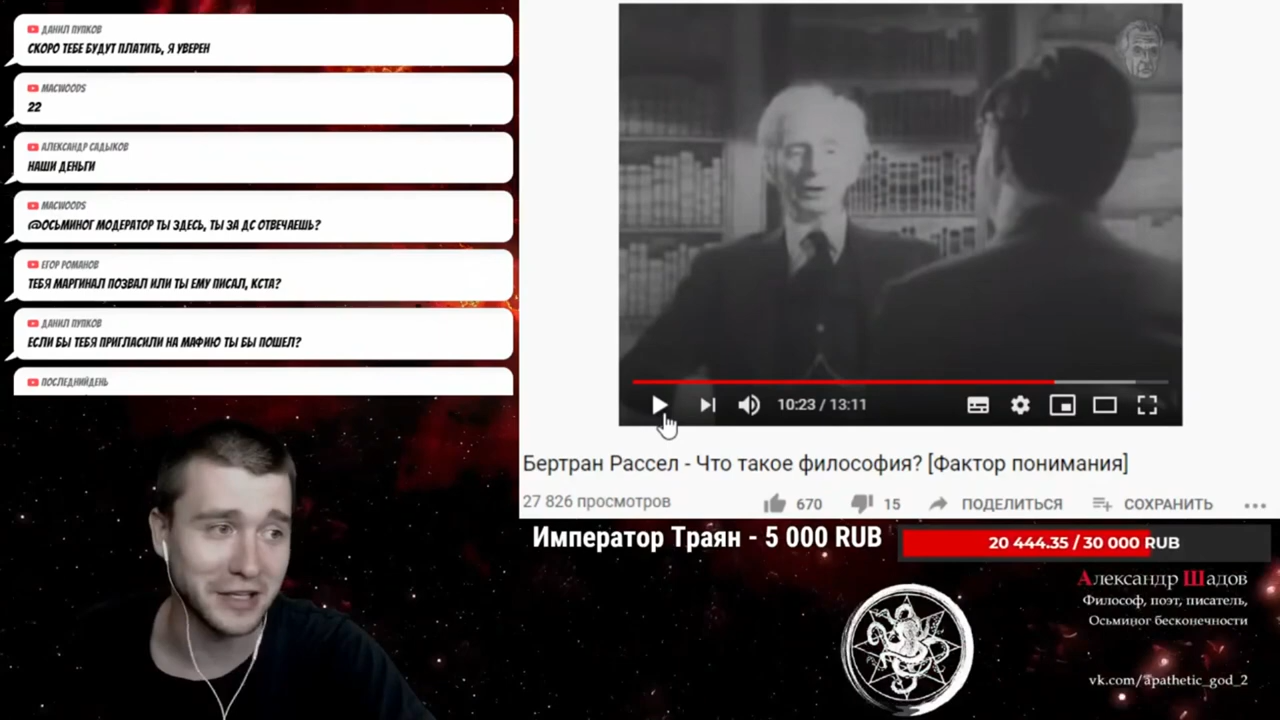 ДАНИЛ ПУПКОВ
СКОРО ТЕБЕ БУДУТ ПЛАТИТЬ, Я УВЕРЕН
MACWOODS
22
АЛЕКСАНДР САДЫКОВ
НАШИ ДЕНЬГИ
MACWOODS
@ОСЬМИНОГ МОДЕРАТОР ТЫ ЗДЕСЬ, ТЫ ЗА ДС ОТВЕЧАЕШЬ?
ЕГОР РОМАНОВ
ТЕБЯ МАРГИНАЛ ПОЗВАЛ ИЛИ ТЫ ЕМУ ПИСАЛ, КСТА?
ДАНИЛ ПУПКОВ
ЕСЛИ БЫ ТЕБЯ ПРИГЛАСИЛИ НА МАФИЮ ТЫ БЫ ПОШЕЛ?
ПОСЛЕДНИЙДЕНЬ
10:23 / 13:11
Бертран Рассел - Что такое философия? [Фактор понимания]
27 826 просмотров
670
15
ПОДЕЛИТЬСЯ
СОХРАНИТЬ
Император Траян - 5 000 RUB
20 444.35 / 30 000 RUB
Александр Шадов
Философ, поэт, писатель,
Осьминог бесконечности
vk.com/apathetic_god_2